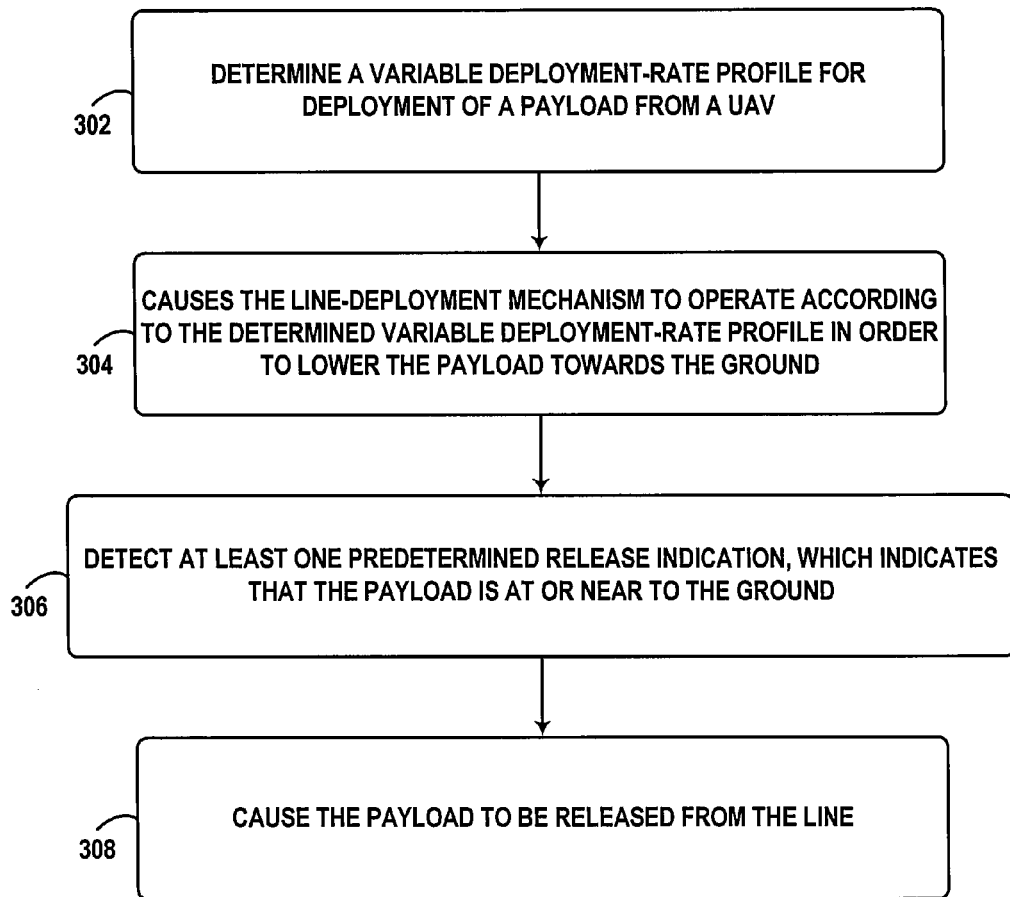 DETERMINE A VARIABLE DEPLOYMENT-RATE PROFILE FOR
DEPLOYMENT OF A PAYLOAD FROM A UAV
302
CAUSES THE LINE-DEPLOYMENT MECHANISM TO OPERATE ACCORDING
TO THE DETERMINED VARIABLE DEPLOYMENT-RATE PROFILE IN ORDER
TO LOWER THE PAYLOAD TOWARDS THE GROUND
304
DETECT AT LEAST ONE PREDETERMINED RELEASE INDICATION, WHICH INDICATES
THAT THE PAYLOAD IS AT OR NEAR TO THE GROUND
306
CAUSE THE PAYLOAD TO BE RELEASED FROM THE LINE
308